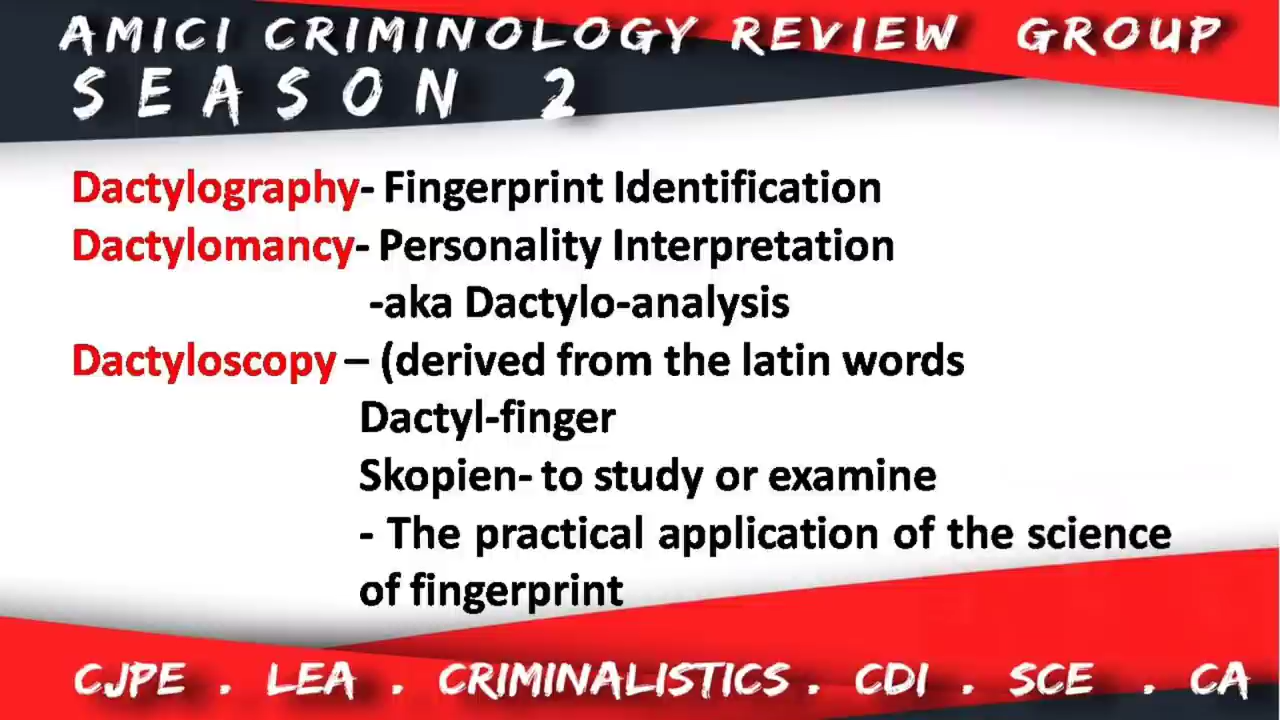 AMICI CRIMINOLOGY REVIEW GROUP
SEASON 2
Dactylography- Fingerprint Identification
Dactylomancy- Personality Interpretation
-aka Dactylo-analysis
Dactyloscopy – (derived from the latin words
Dactyl-finger
Skopien- to study or examine
- The practical application of the science
of fingerprint
CJPE . LEA . CRIMINALISTICS . CDI . SCE . CA